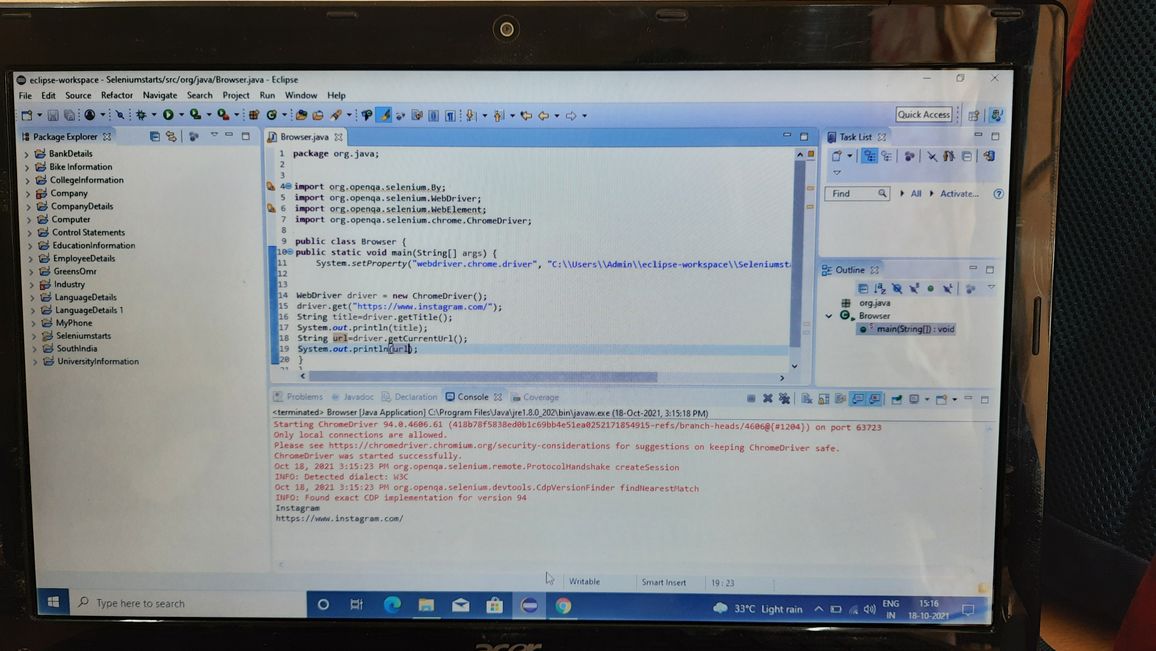 eclipse-workspace - Seleniumstarts/src/org/java/Browser.java - Eclipse
File Edit Source Refactor Navigate Search Project Run Window Help
Quick Access
Package Explorer
BankDetails
Bike Information
CollegeInformation
Company
CompanyDetails
Computer
Control Statements
EducationInformation
EmployeeDetails
GreensOmr
Industry
LanguageDetails
LanguageDetails 1
MyPhone
Seleniumstarts
SouthIndia
UniversityInformation
Browser.java
1 package org.java;
2
3
4 import org.openqa.selenium.By;
5 import org.openqa.selenium.WebDriver;
6 import org.openqa.selenium.WebElement;
7 import org.openqa.selenium.chrome.ChromeDriver;
8
9 public class Browser {
10 public static void main(String[] args) {
11 System.setProperty("webdriver.chrome.driver", "C:\\Users\\Admin\\eclipse-workspace\\Seleniumst
12
13
14 WebDriver driver = new ChromeDriver();
15 driver.get("https://www.instagram.com/");
16 String title=driver.getTitle();
17 System.out.println(title);
18 String url=driver.getCurrentUrl();
19 System.out.println(url);
20 }
21 }
Task List
Find All Activate...
Outline
org.java
Browser
main(String[]) : void
Problems Javadoc Declaration Console Coverage
<terminated> Browser [Java Application] C:\Program Files\Java\jre1.8.0_202\bin\javaw.exe (18-Oct-2021, 3:15:18 PM)
Starting ChromeDriver 94.0.4606.61 (418b78f5838ed0b1c69bb4e51ea0252171854915-refs/branch-heads/4606@{#1204}) on port 63723
Only local connections are allowed.
Please see https://chromedriver.chromium.org/security-considerations for suggestions on keeping ChromeDriver safe.
ChromeDriver was started successfully.
Oct 18, 2021 3:15:23 PM org.openqa.selenium.remote.ProtocolHandshake createSession
INFO: Detected dialect: W3C
Oct 18, 2021 3:15:23 PM org.openqa.selenium.devtools.CdpVersionFinder findNearestMatch
INFO: Found exact CDP implementation for version 94
Instagram
https://www.instagram.com/
Writable Smart Insert 19 : 23
Type here to search
33°C Light rain
ENG
IN
15:16
18-10-2021
acer